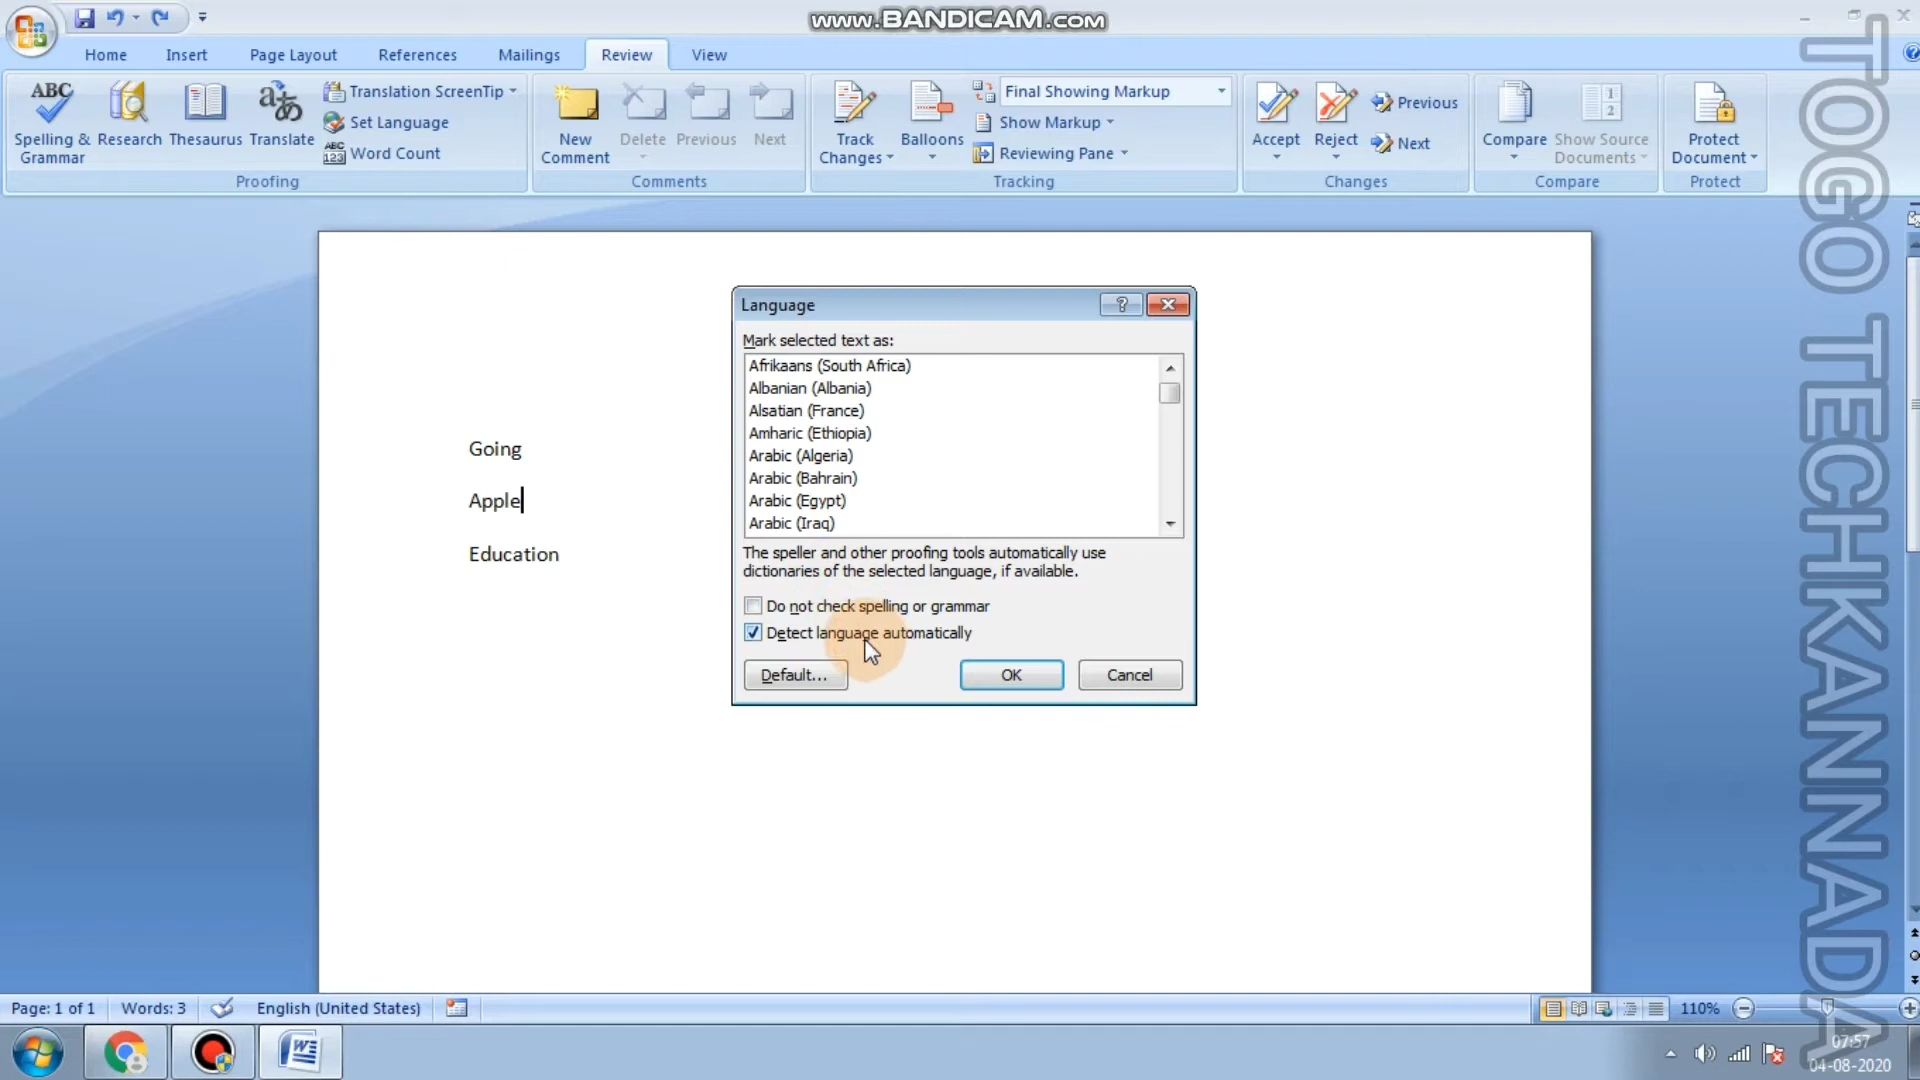 www.BANDICAM.com
Home Insert Page Layout References Mailings Review View
ABC Spelling & Grammar
Research
Thesaurus
Translate
Translation ScreenTip
Set Language
ABC 123 Word Count
Proofing
New Comment
Delete
Previous
Next
Comments
Track Changes
Balloons
Final Showing Markup
Show Markup
Reviewing Pane
Tracking
Accept
Reject
Previous
Next
Changes
Compare
Show Source Documents
Compare
Protect Document
Protect
Language
Mark selected text as:
Afrikaans (South Africa)
Albanian (Albania)
Alsatian (France)
Amharic (Ethiopia)
Arabic (Algeria)
Arabic (Bahrain)
Arabic (Egypt)
Arabic (Iraq)
The speller and other proofing tools automatically use
dictionaries of the selected language, if available.
Do not check spelling or grammar
Detect language automatically
Default... OK Cancel
Going
Apple
Education
TOGO TECHKANNADA
Page: 1 of 1 Words: 3 English (United States) 110%
07:57
04-08-2020